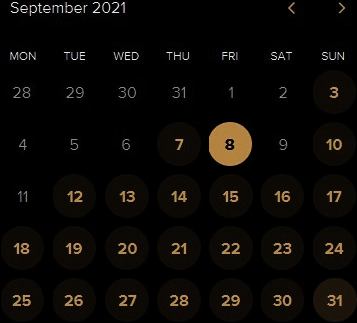 September 2021
MON TUE WED THU FRI SAT SUN
28 29 30 31 1 2 3
4 5 6 7 8 9 10
11 12 13 14 15 16 17
18 19 20 21 22 23 24
25 26 27 28 29 30 31